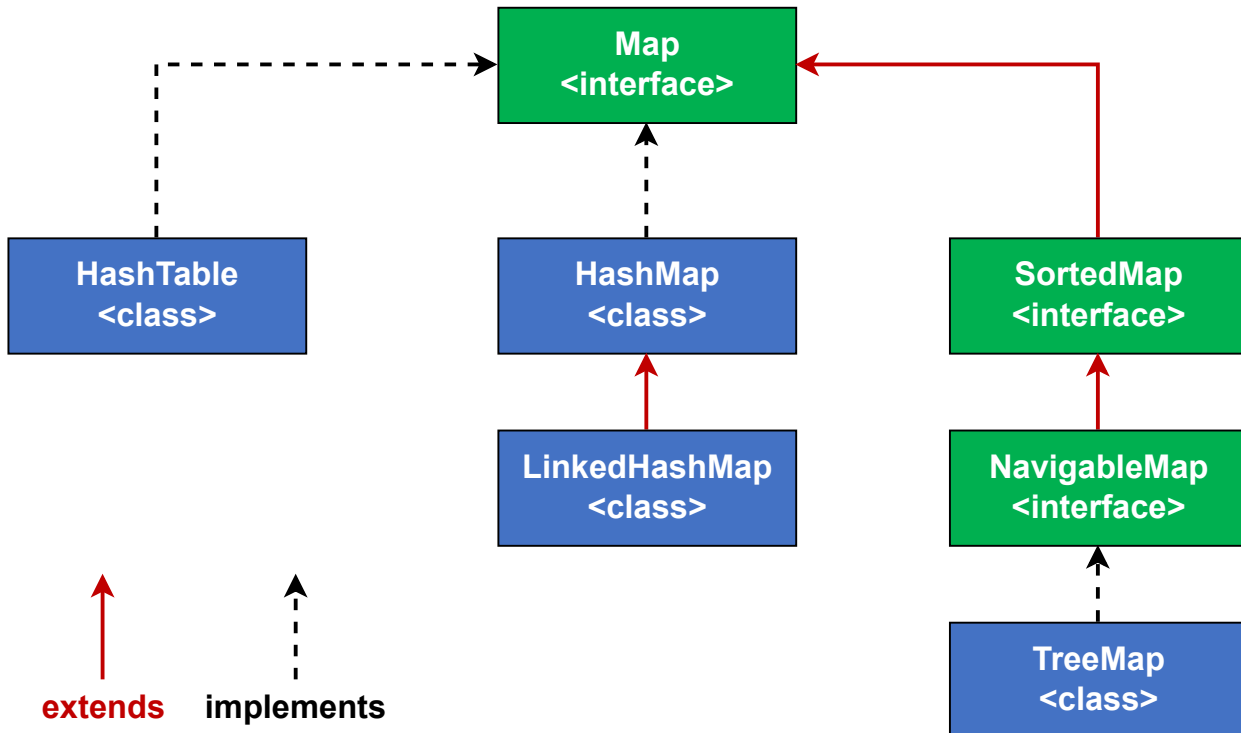 Map
<interface>
HashTable
<class>
HashMap
<class>
SortedMap
<interface>
LinkedHashMap
<class>
NavigableMap
<interface>
TreeMap
<class>
extends
implements